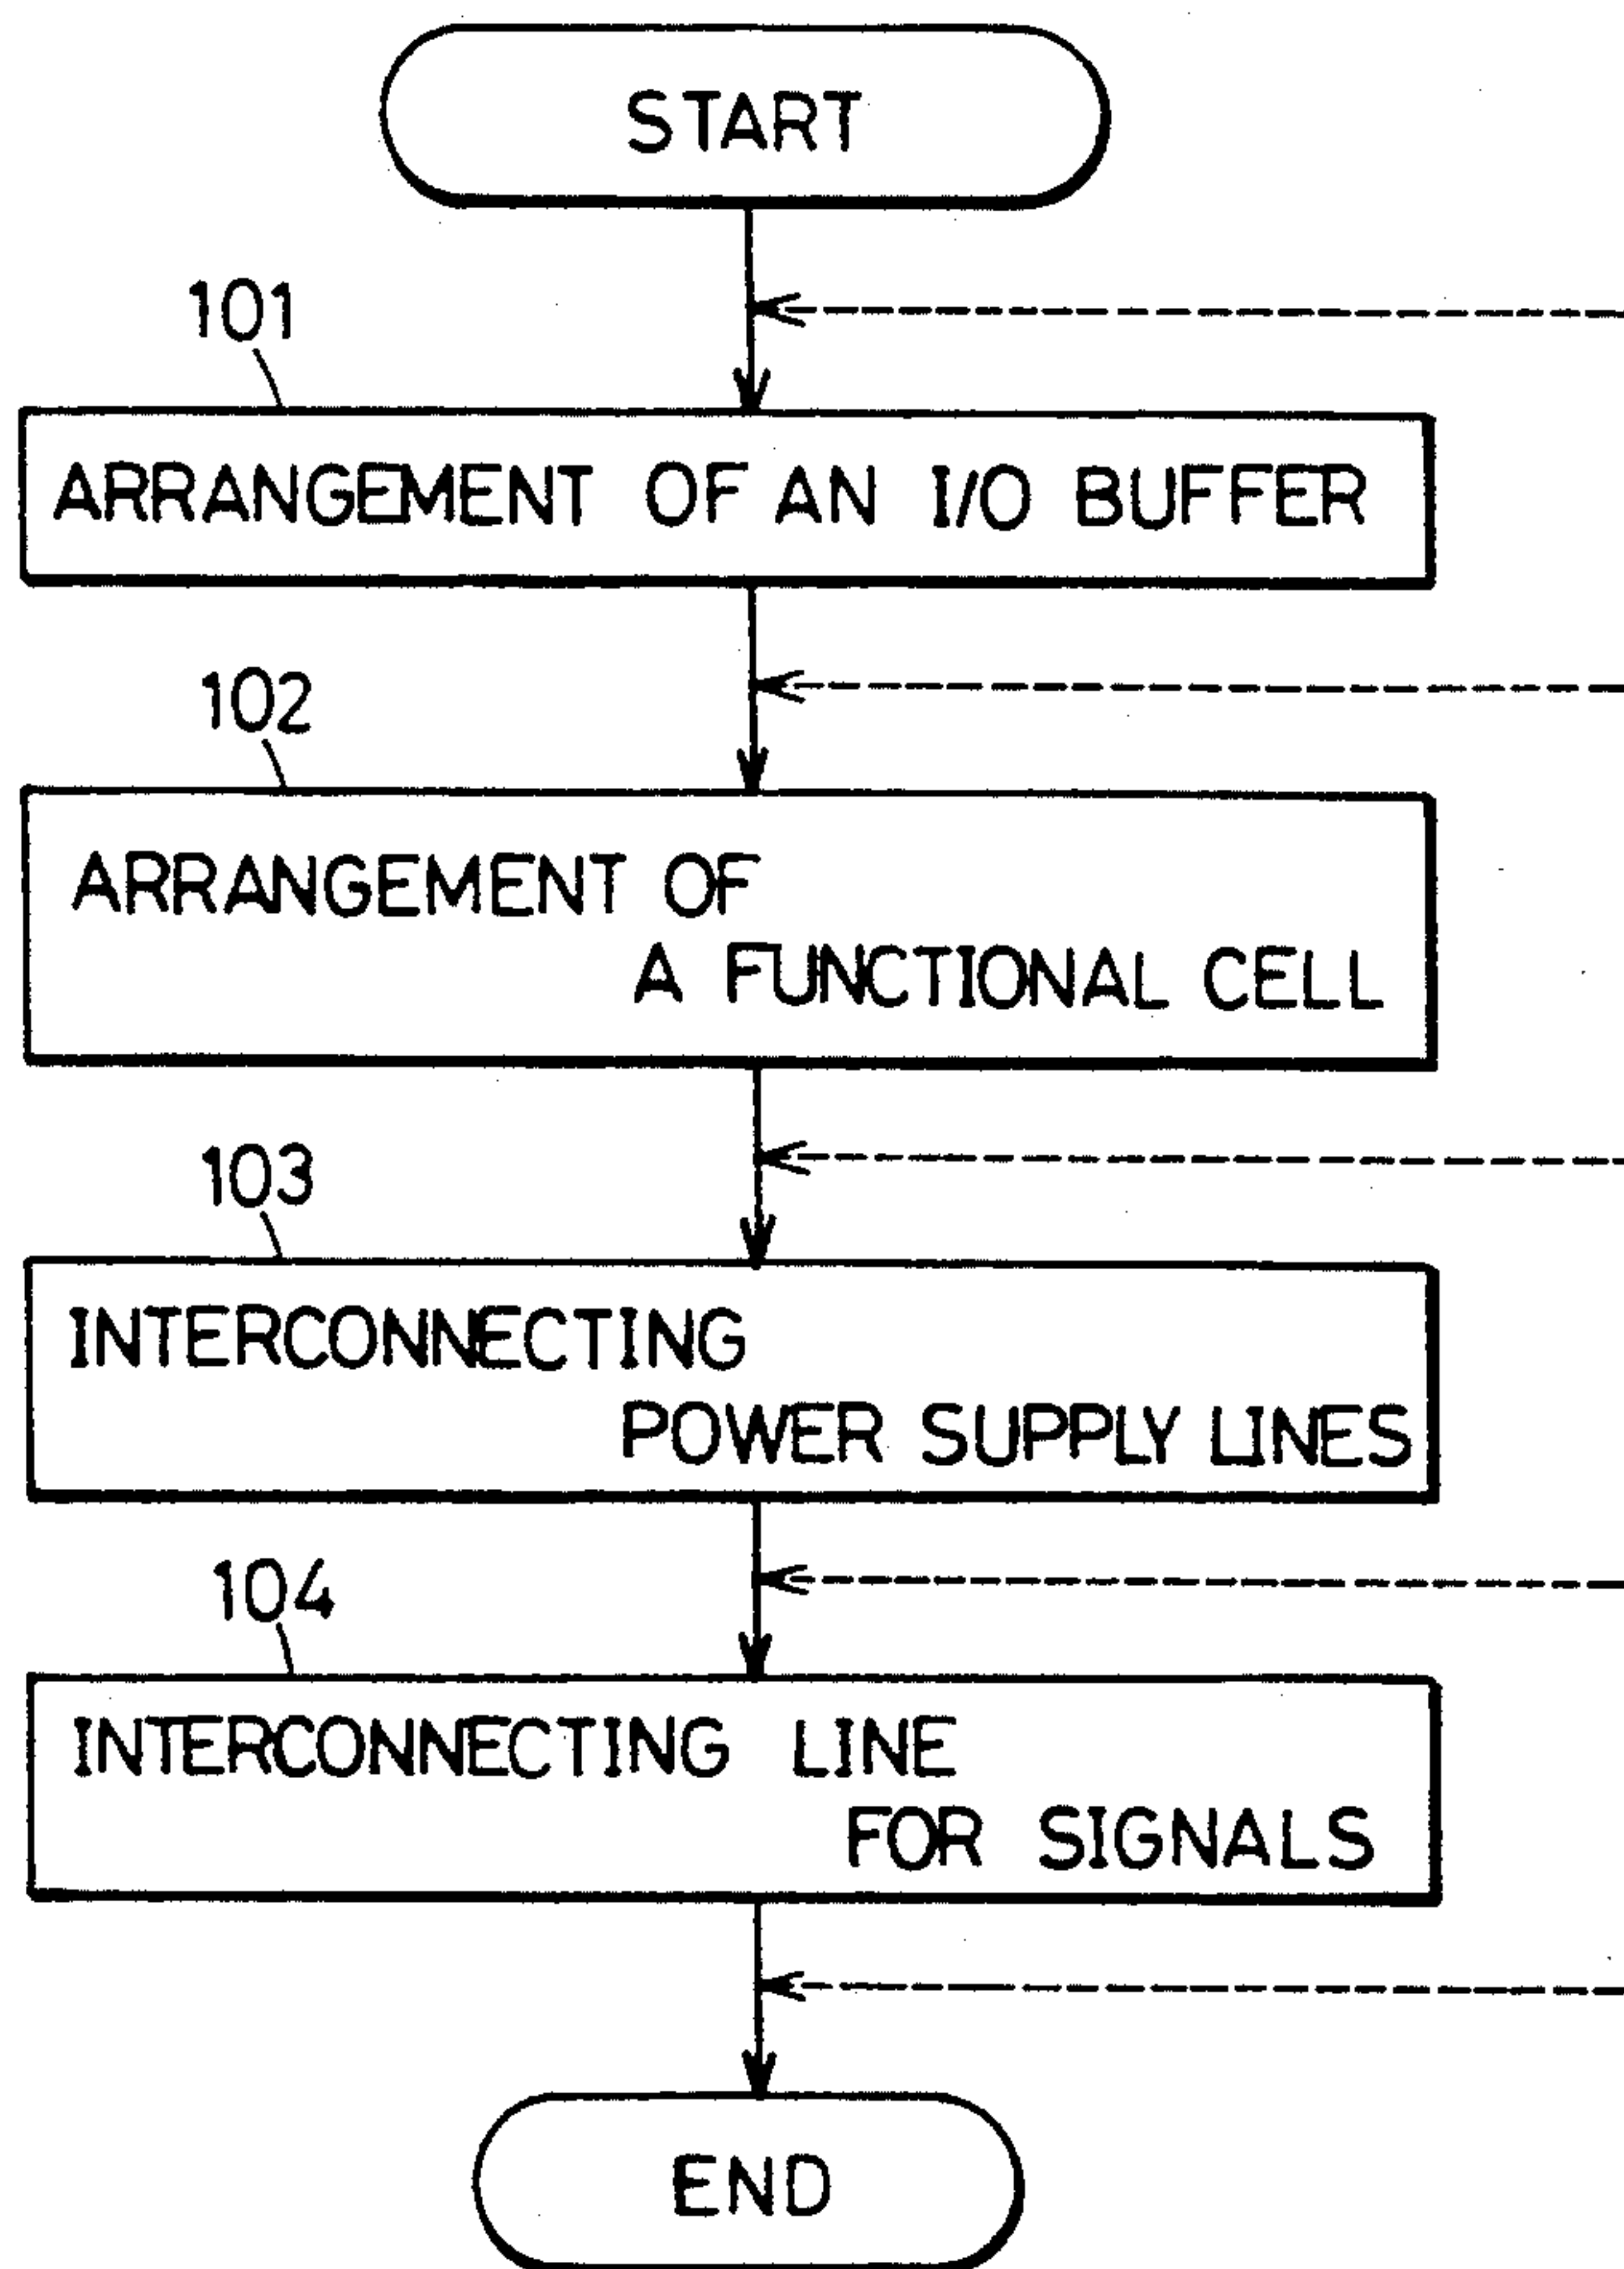 START
101
ARRANGEMENT OF AN I/O BUFFER
102
ARRANGEMENT OF
A FUNCTIONAL CELL
103
INTERCONNECTING
POWER SUPPLY LINES
104
INTERCONNECTING LINE
FOR SIGNALS
END